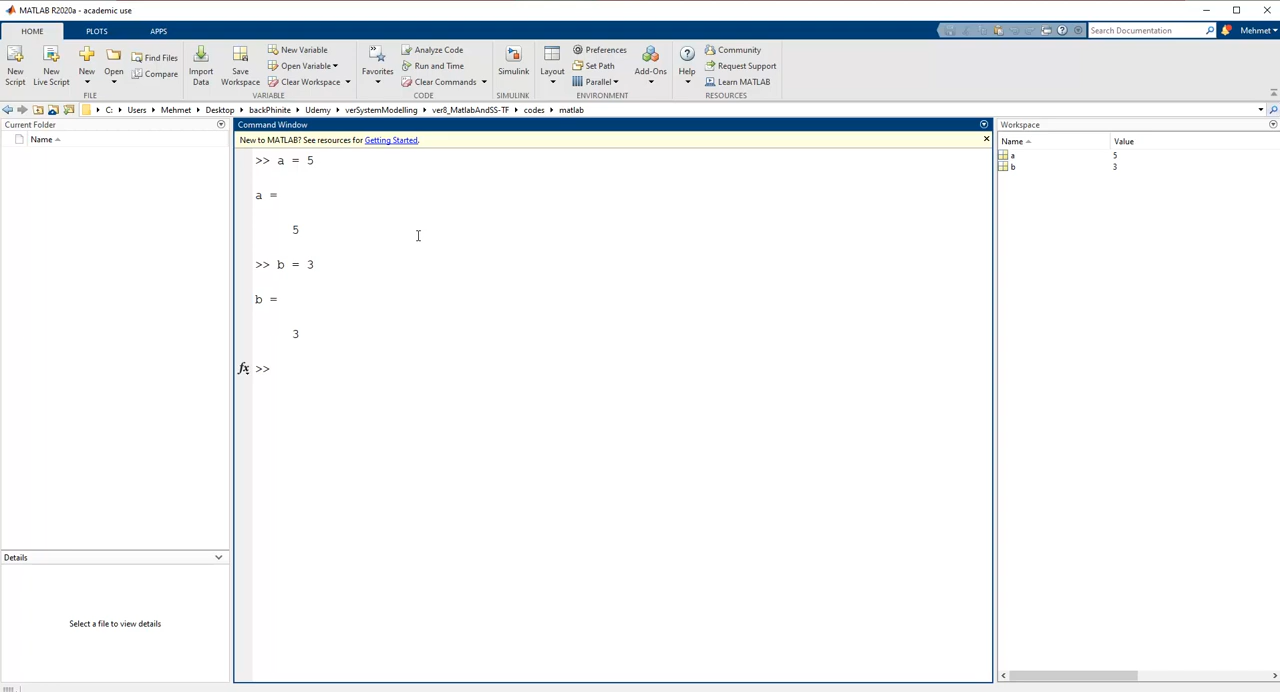 MATLAB R2020a - academic use
HOME PLOTS APPS
Search Documentation Mehmet
New Script New Live Script New Open Find Files Compare
FILE
Import Data Save Workspace New Variable Open Variable Clear Workspace
VARIABLE
Favorites Analyze Code Run and Time Clear Commands
CODE
Simulink
SIMULINK
Layout Preferences Set Path Parallel Add-Ons
ENVIRONMENT
Help Community Request Support Learn MATLAB
RESOURCES
C: Users Mehmet Desktop backPhinite Udemy verSystemModelling ver8_MatlabAndSS-TF codes matlab
Current Folder
Name
Details
Select a file to view details
Command Window
New to MATLAB? See resources for Getting Started.
>> a = 5
a =
5
>> b = 3
b =
3
fx >>
Workspace
Name Value
a 5
b 3